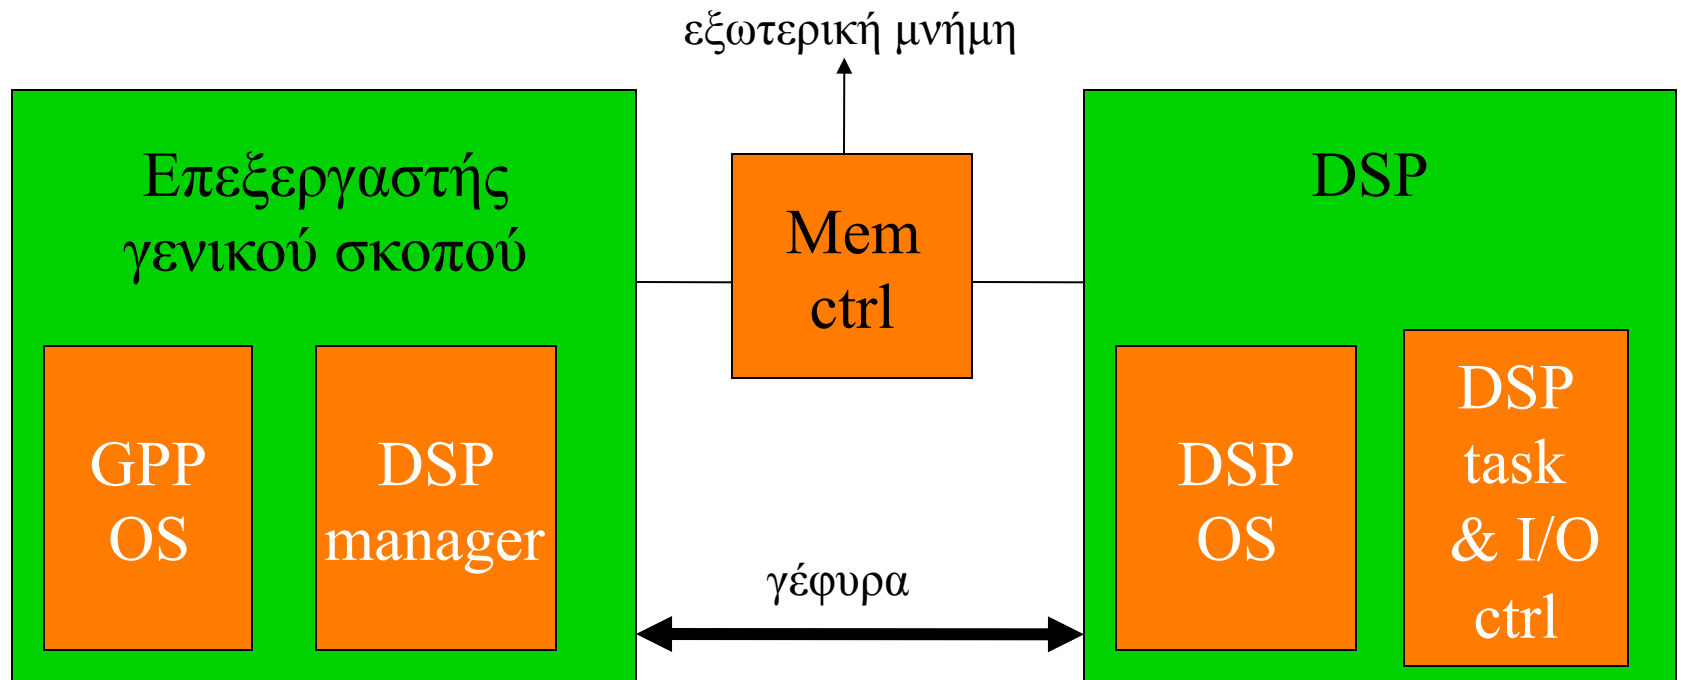 εξωτερική μνήμη
Επεξεργαστής
γενικού σκοπού
Mem
ctrl
DSP
GPP
OS
DSP
manager
γέφυρα
DSP
OS
DSP
task
& I/O
ctrl